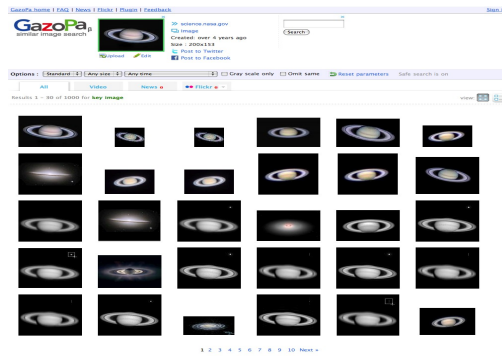 GazoPa home | FAQ | News | Flickr | Plugin | Feedback
Sign
GazoPa β
similar image search
Upload Edit
science.nasa.gov
Image
Created: over 4 years ago
Size : 200x153
Post to Twitter
Post to Facebook
Search
Options : Standard Any size Any time Gray scale only Omit same Reset parameters Safe search is on
All Video News Flickr
Results 1 - 30 of 1000 for key image
view
1 2 3 4 5 6 7 8 9 10 Next »